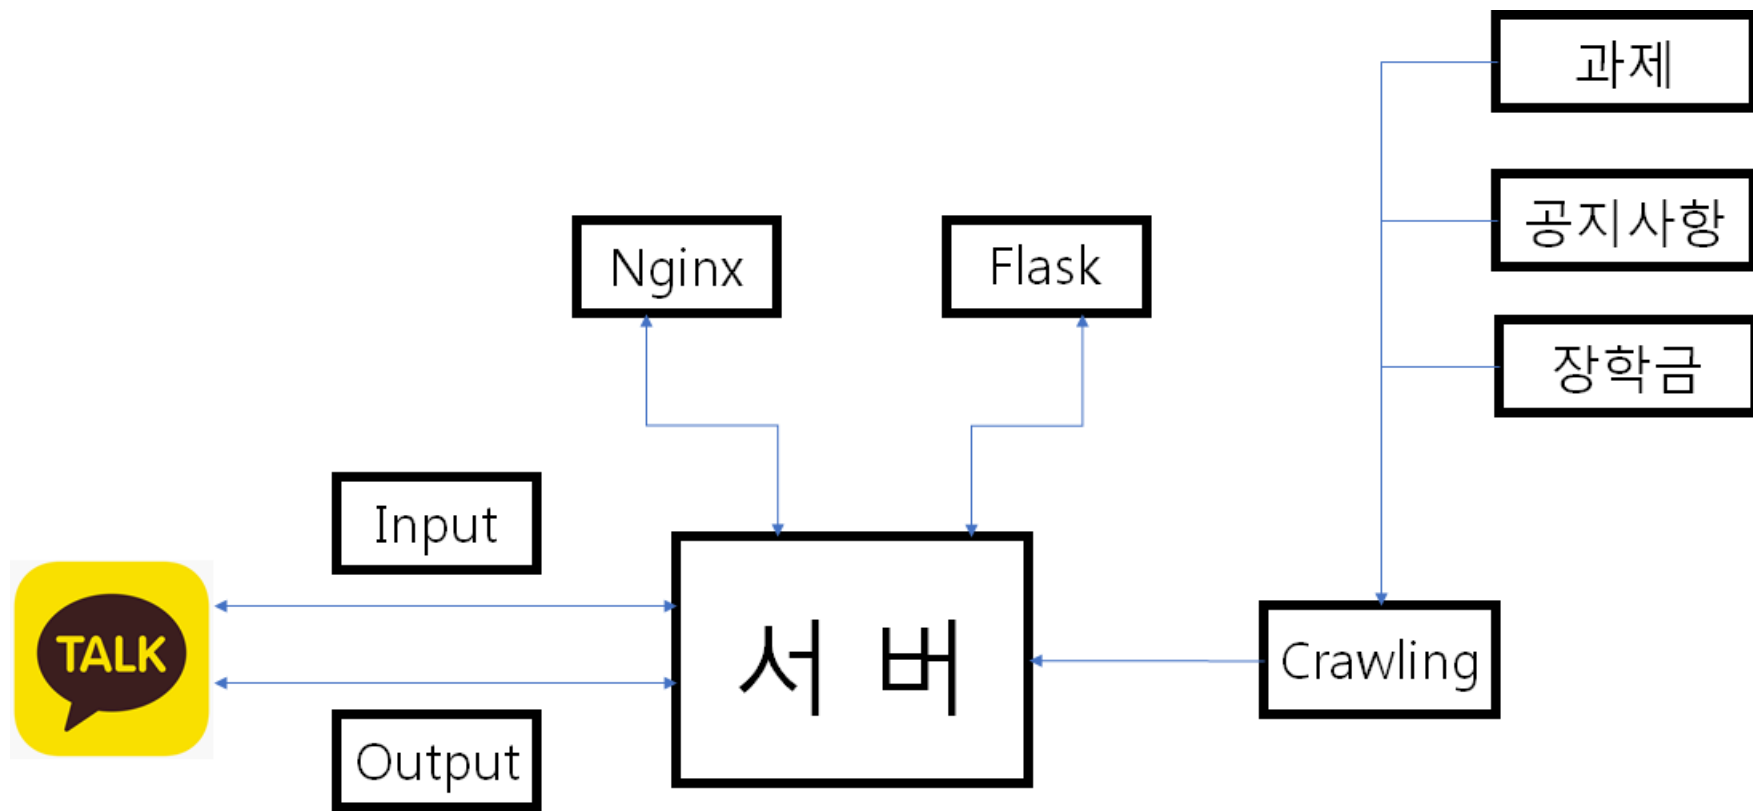 과제
공지사항
장학금
Nginx
Flask
Input
TALK
서 버
Crawling
Output